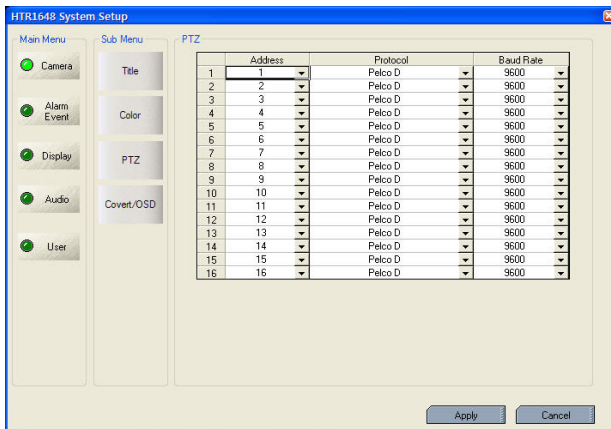 HTR1648 System Setup
Main Menu
Camera
Alarm
Event
Display
Audio
User
Sub Menu
Title
Color
PTZ
Covert/OSD
PTZ
Address Protocol Baud Rate
1 1 Pelco D 9600
2 2 Pelco D 9600
3 3 Pelco D 9600
4 4 Pelco D 9600
5 5 Pelco D 9600
6 6 Pelco D 9600
7 7 Pelco D 9600
8 8 Pelco D 9600
9 9 Pelco D 9600
10 10 Pelco D 9600
11 11 Pelco D 9600
12 12 Pelco D 9600
13 13 Pelco D 9600
14 14 Pelco D 9600
15 15 Pelco D 9600
16 16 Pelco D 9600
Apply Cancel